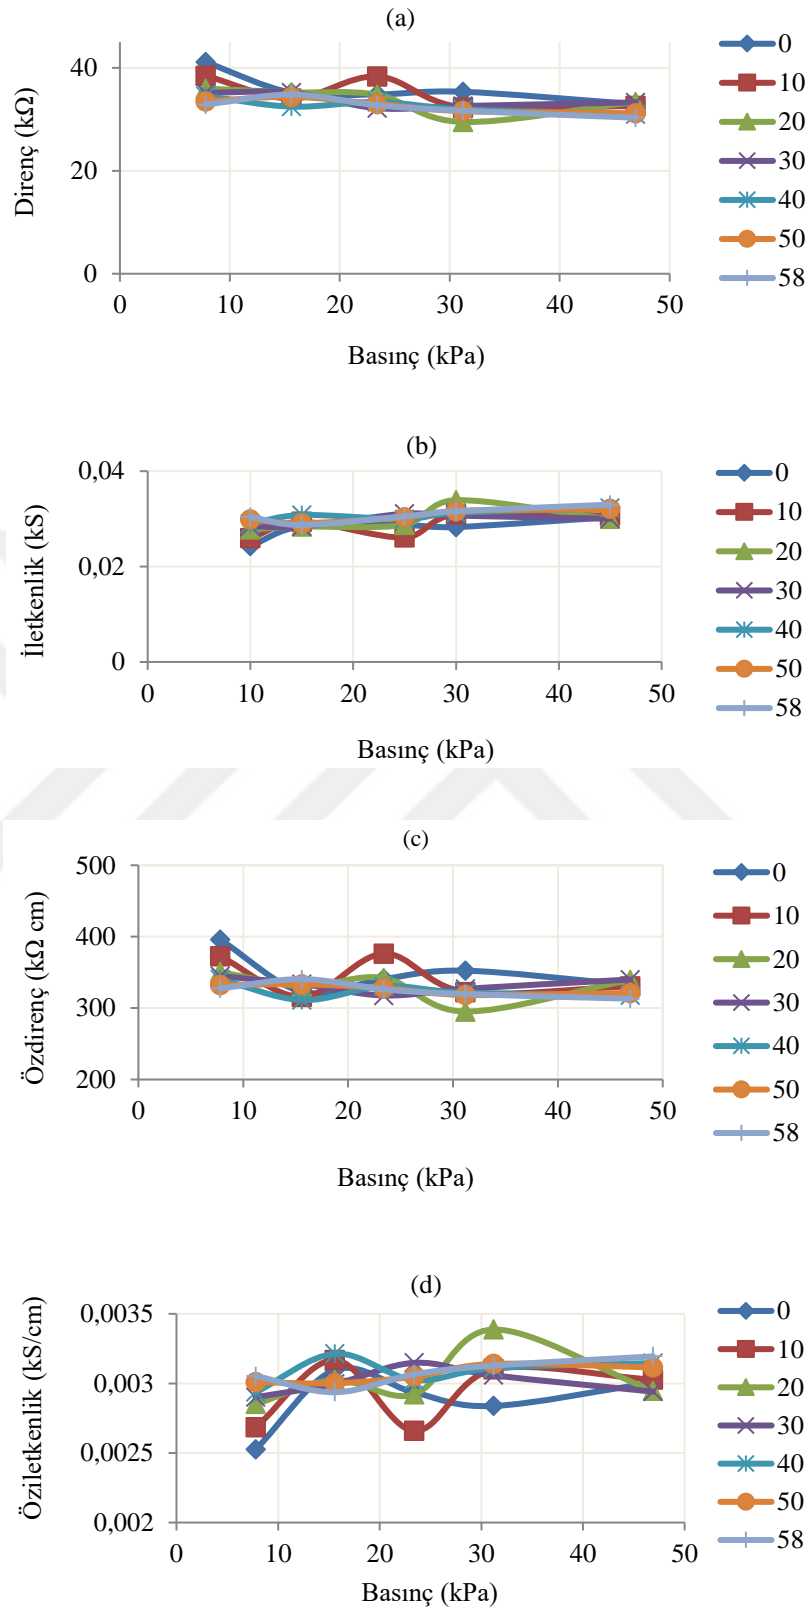 (a)
40
20
0
0 10 20 30 40 50
Direnç (kΩ)
Basınç (kPa)
0
10
20
30
40
50
58
(b)
0,04
0,02
0
0 10 20 30 40 50
İletkenlik (kS)
Basınç (kPa)
0
10
20
30
40
50
58
(c)
500
400
300
200
0 10 20 30 40 50
Özdirenç (kΩ cm)
Basınç (kPa)
0
10
20
30
40
50
58
(d)
0,0035
0,003
0,0025
0,002
0 10 20 30 40 50
Öziletkenlik (kS/cm)
Basınç (kPa)
0
10
20
30
40
50
58